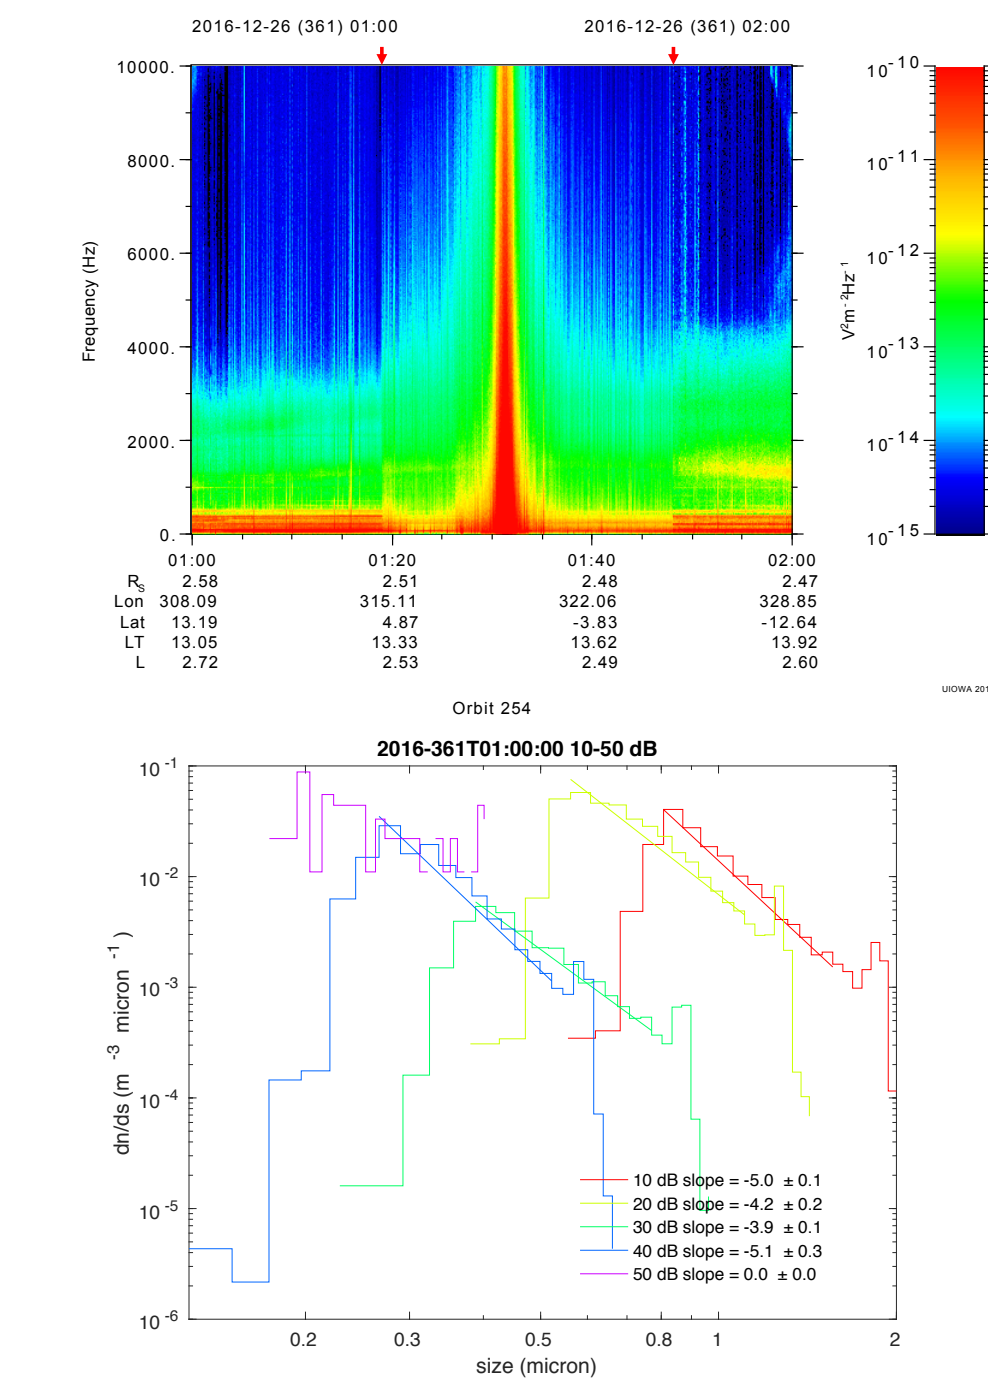 2016-12-26 (361) 01:00 2016-12-26 (361) 02:00
10000.
8000.
6000.
4000.
2000.
0.
Frequency (Hz)
10-10
10-11
10-12
10-13
10-14
10-15
V2m-2Hz-1
01:00 01:20 01:40 02:00
RS 2.58 2.51 2.48 2.47
Lon 308.09 315.11 322.06 328.85
Lat 13.19 4.87 -3.83 -12.64
LT 13.05 13.33 13.62 13.92
L 2.72 2.53 2.49 2.60
UIOWA 201
Orbit 254
2016-361T01:00:00 10-50 dB
10-1
10-2
10-3
10-4
10-5
10-6
dn/ds (m-3 micron-1)
10 dB slope = -5.0 ± 0.1
20 dB slope = -4.2 ± 0.2
30 dB slope = -3.9 ± 0.1
40 dB slope = -5.1 ± 0.3
50 dB slope = 0.0 ± 0.0
0.2 0.3 0.5 0.8 1 2
size (micron)